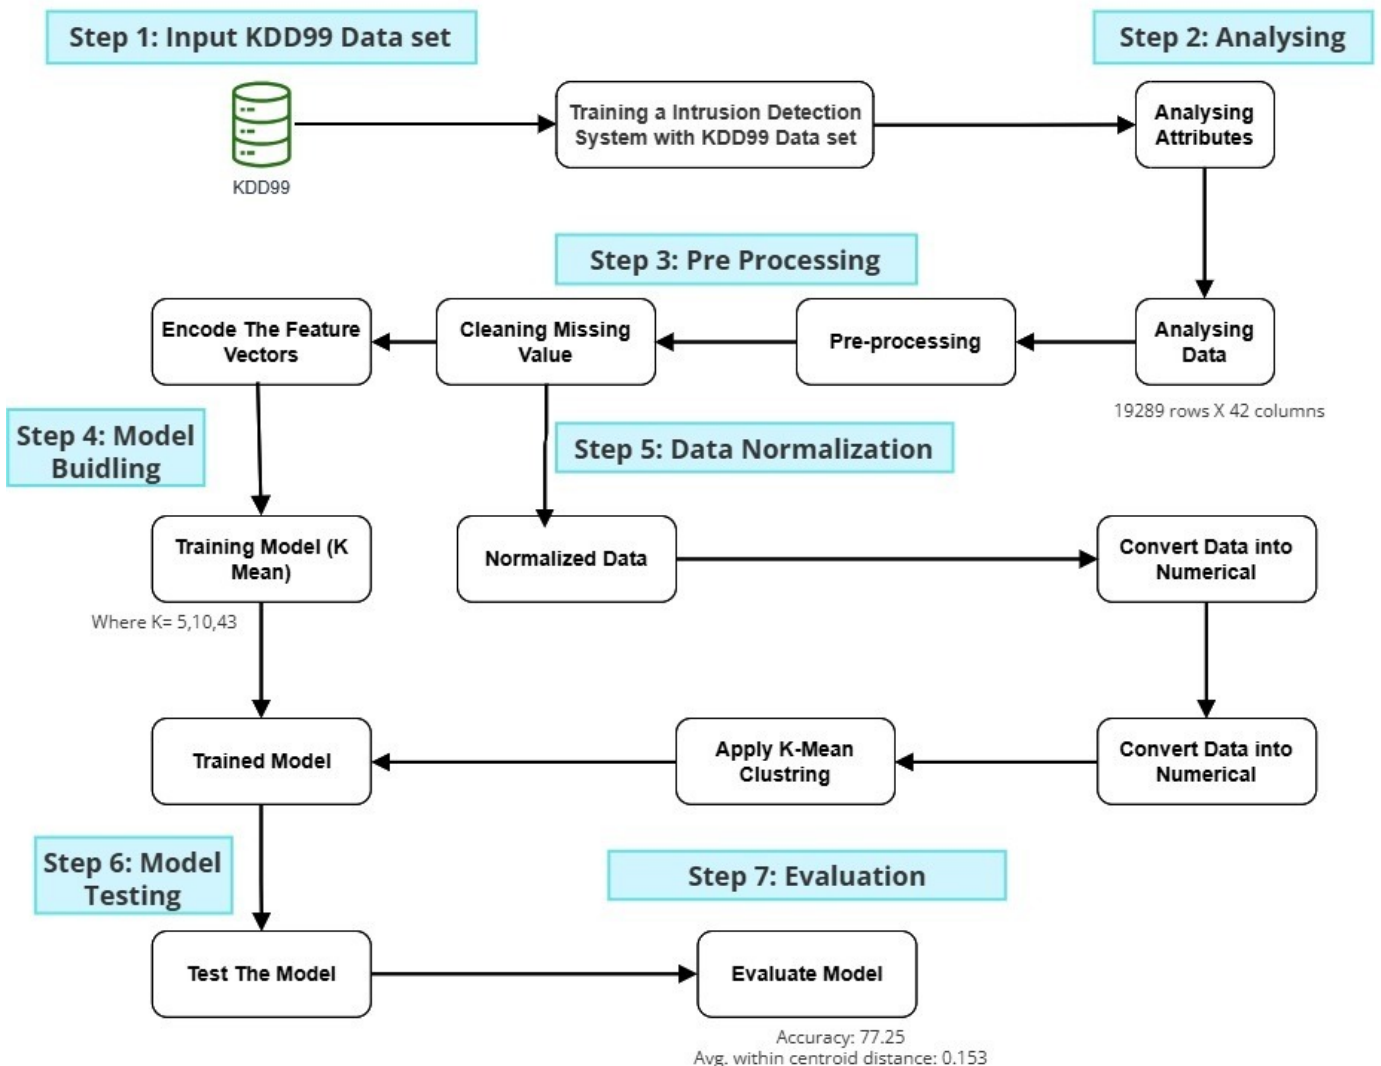 Step 1: Input KDD99 Data set
Step 2: Analysing
KDD99
Training a Intrusion Detection
System with KDD99 Data set
Analysing
Attributes
Step 3: Pre Processing
Encode The Feature
Vectors
Cleaning Missing
Value
Pre-processing
Analysing
Data
19289 rows X 42 columns
Step 4: Model
Buidling
Step 5: Data Normalization
Training Model (K
Mean)
Where K= 5,10,43
Normalized Data
Convert Data into
Numerical
Trained Model
Apply K-Mean
Clustring
Convert Data into
Numerical
Step 6: Model
Testing
Step 7: Evaluation
Test The Model
Evaluate Model
Accuracy: 77.25
Avg. within centroid distance: 0.153